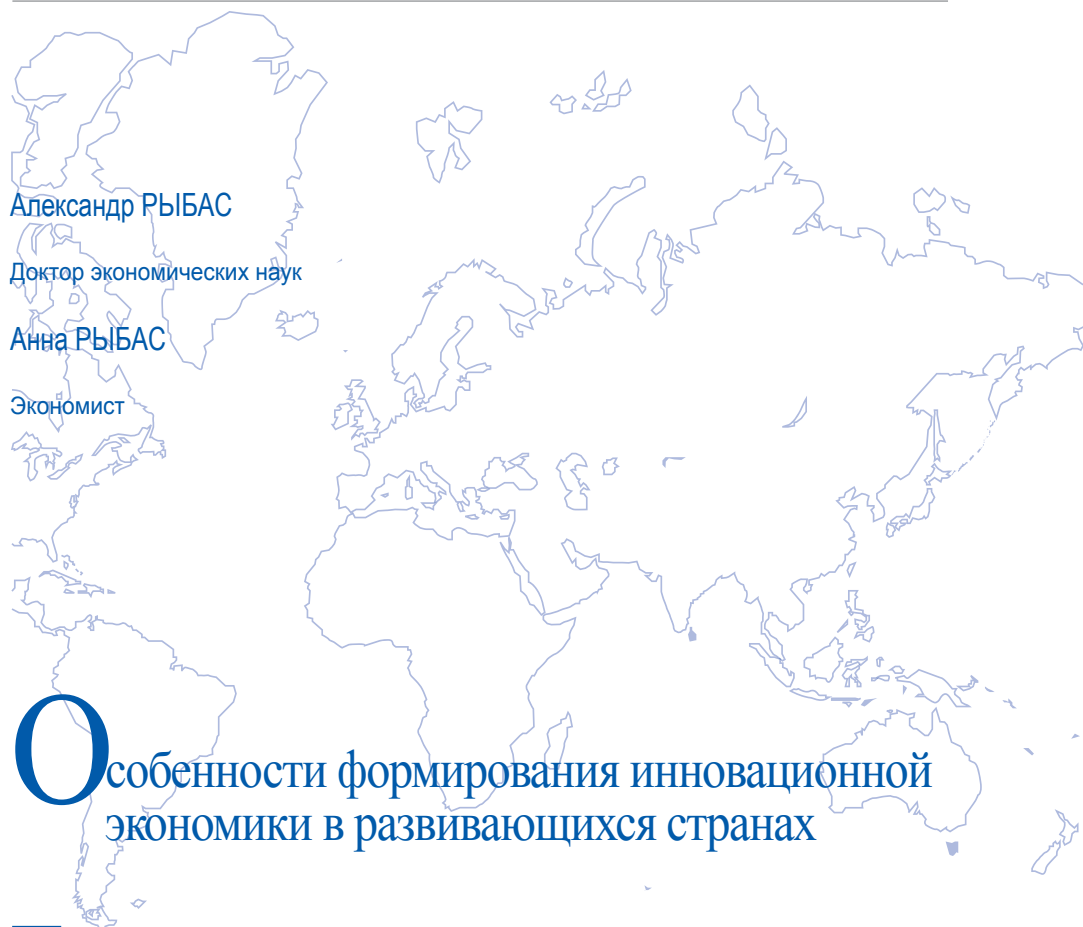 Александр РЫБАС
Доктор экономических наук
Анна РЫБАС
Экономист
Особенности формирования инновационной
экономики в развивающихся странах